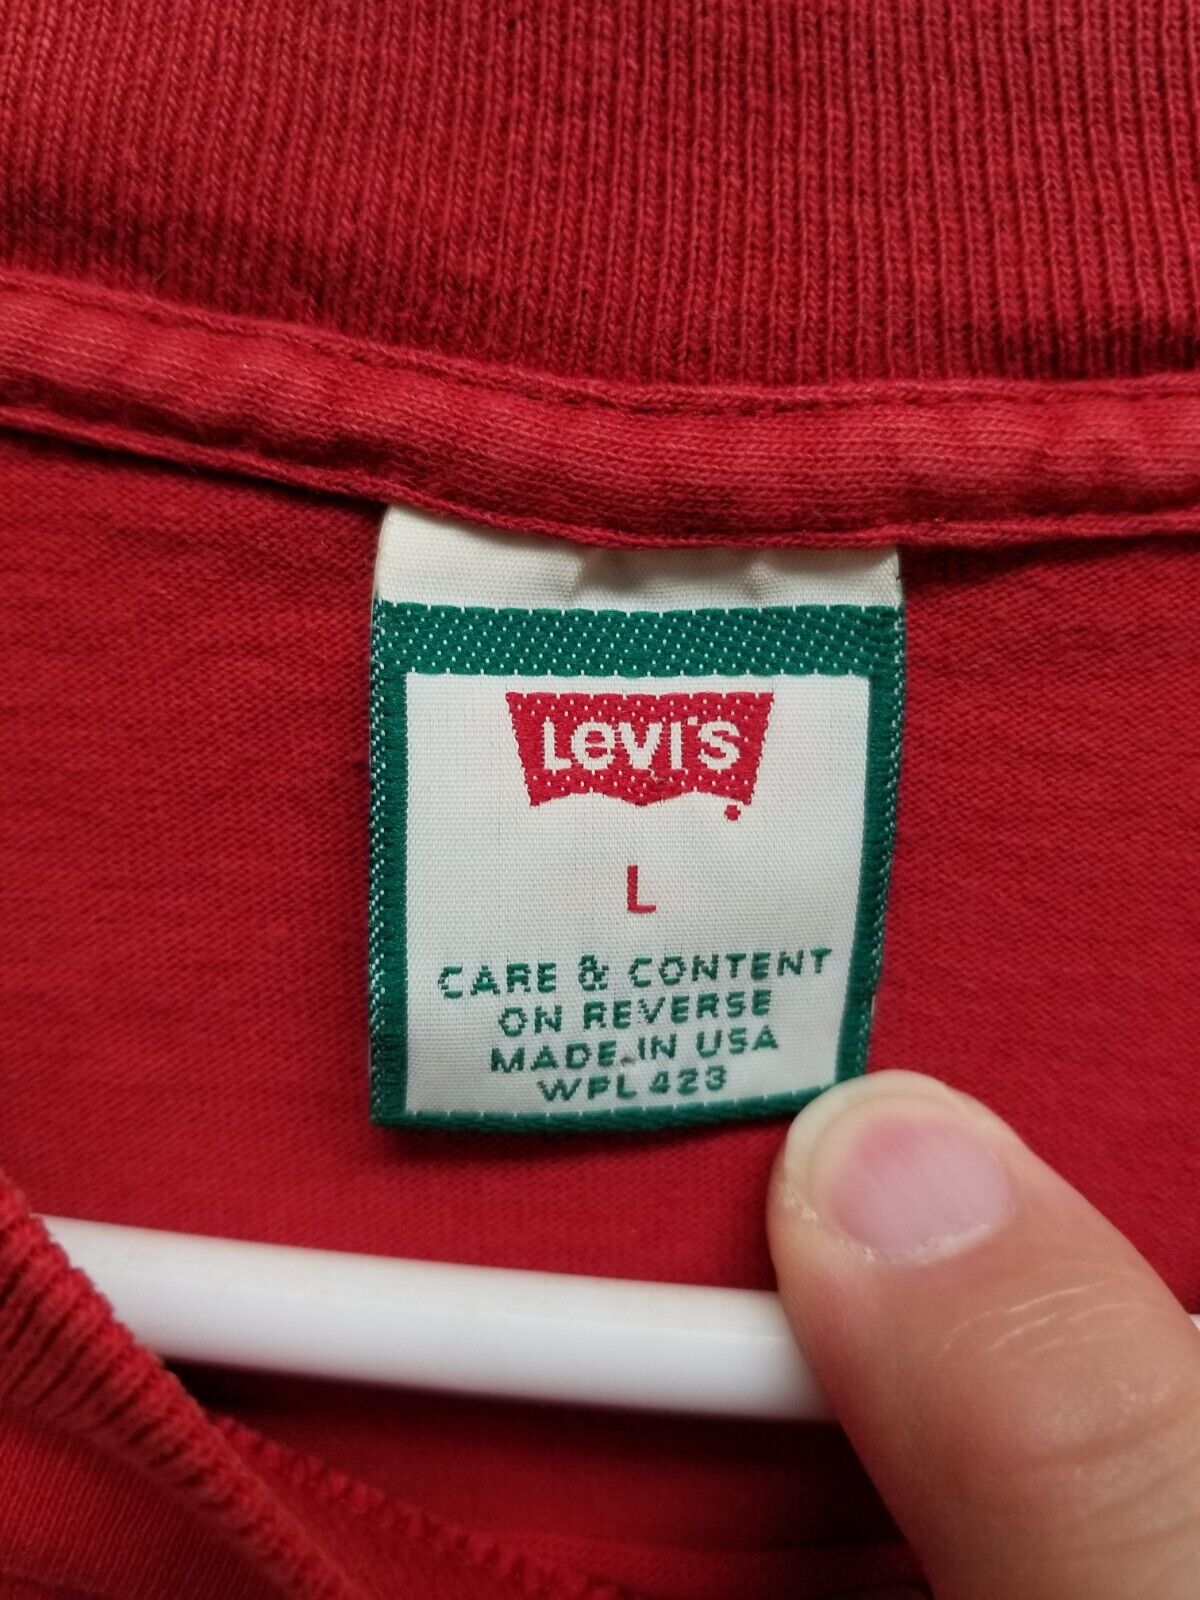 Levi's
L
CARE & CONTENT
ON REVERSE
MADE IN USA
WPL 423